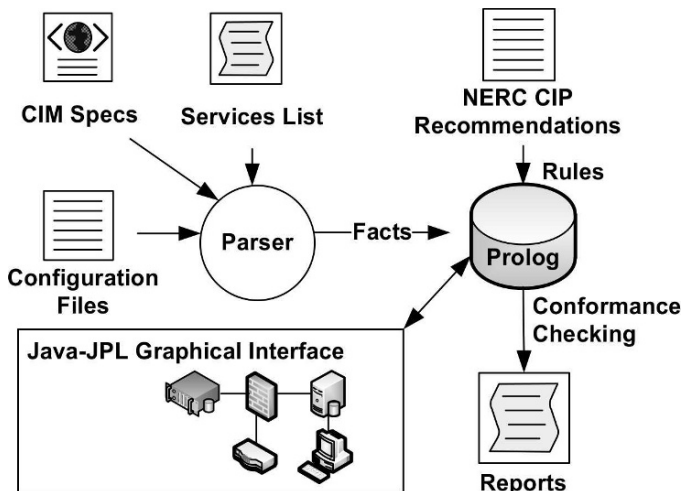 CIM Specs
Services List
NERC CIP
Recommendations
Rules
Configuration
Files
Parser
Facts
Prolog
Conformance
Checking
Java-JPL Graphical Interface
Reports